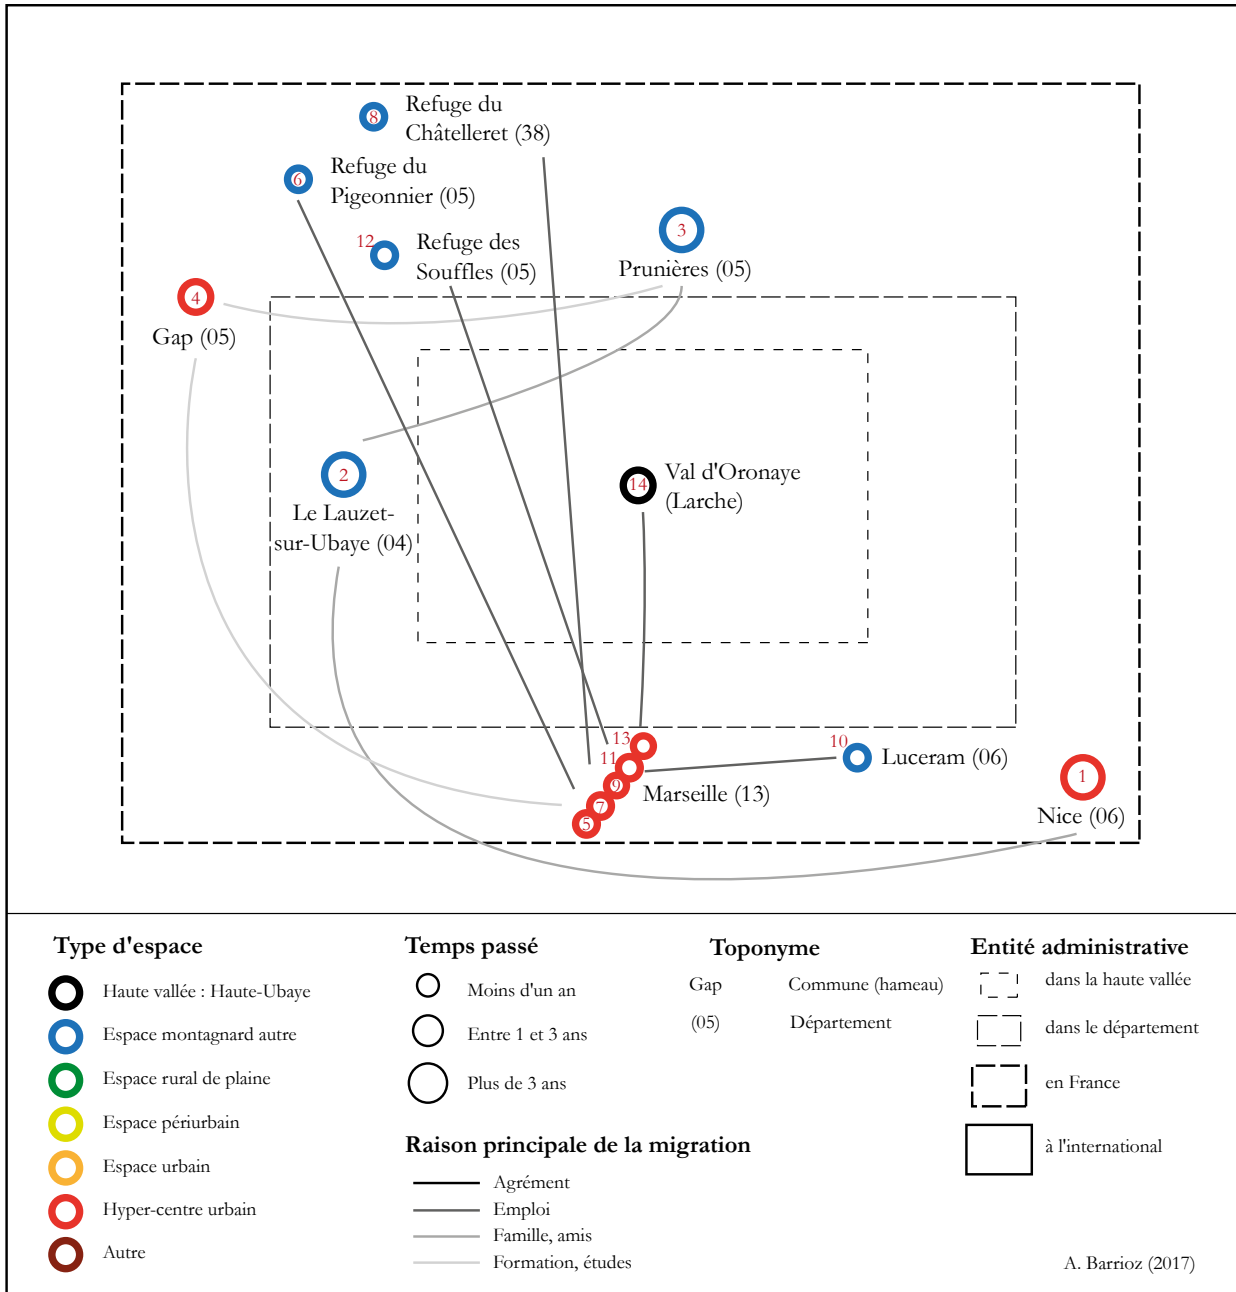 8
Refuge du
Châtelleret (38)
6
Refuge du
Pigeonnier (05)
12
Refuge des
Souffles (05)
3
Prunières (05)
4
Gap (05)
2
Le Lauzet-
sur-Ubaye (04)
14
Val d'Oronaye
(Larche)
13
11
9
7
5
Marseille (13)
10
Luceram (06)
1
Nice (06)
Type d'espace
Haute vallée : Haute-Ubaye
Espace montagnard autre
Espace rural de plaine
Espace périurbain
Espace urbain
Hyper-centre urbain
Autre
Temps passé
Moins d'un an
Entre 1 et 3 ans
Plus de 3 ans
Raison principale de la migration
Agrément
Emploi
Famille, amis
Formation, études
Toponyme
Gap Commune (hameau)
(05) Département
Entité administrative
dans la haute vallée
dans le département
en France
à l'international
A. Barrioz (2017)